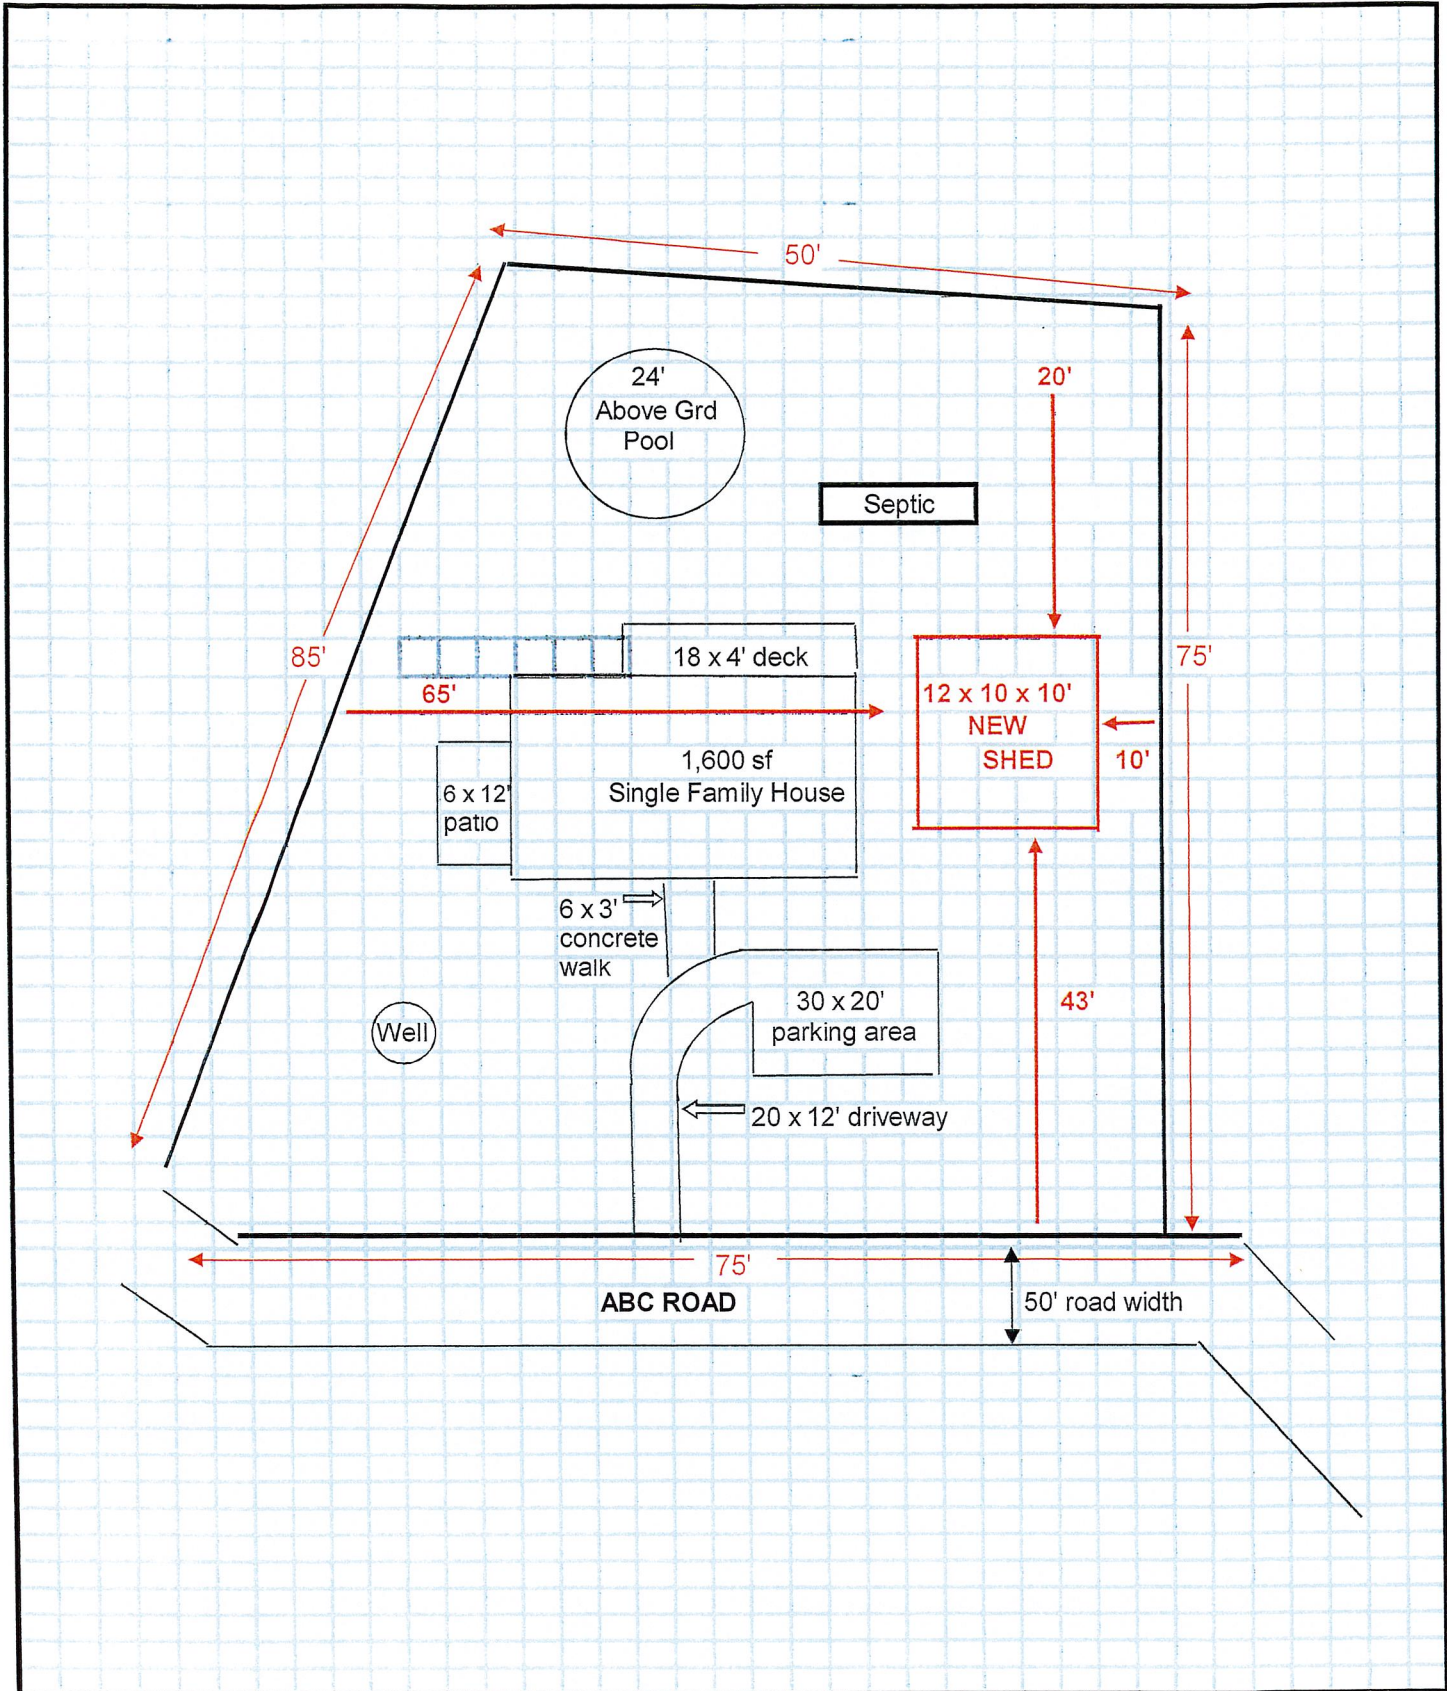 50'
24'
Above Grd
Pool
20'
Septic
85'
18 x 4' deck
75'
65'
12 x 10 x 10'
NEW
SHED
10'
1,600 sf
Single Family House
6 x 12'
patio
6 x 3'
concrete
walk
30 x 20'
parking area
43'
Well
20 x 12' driveway
75'
ABC ROAD
50' road width